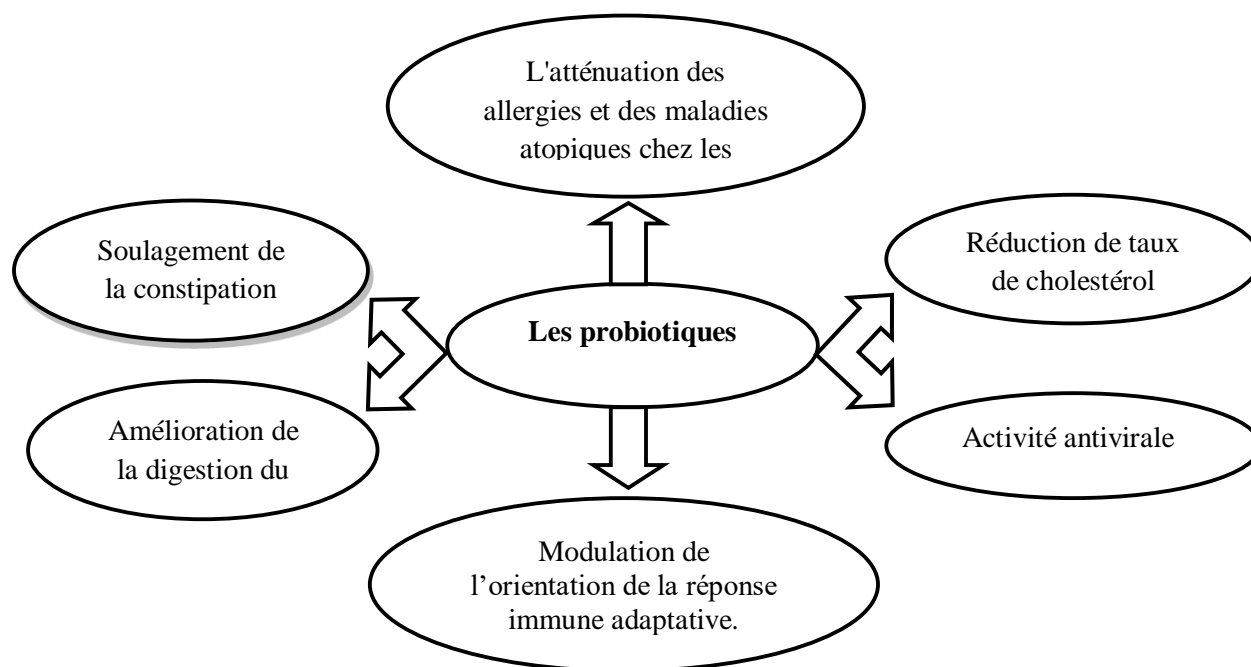 L'atténuation des
allergies et des maladies
atopiques chez les
Soulagement de
la constipation
Réduction de taux
de cholestérol
Les probiotiques
Amélioration de
la digestion du
Activité antivirale
Modulation de
l’orientation de la réponse
immune adaptative.